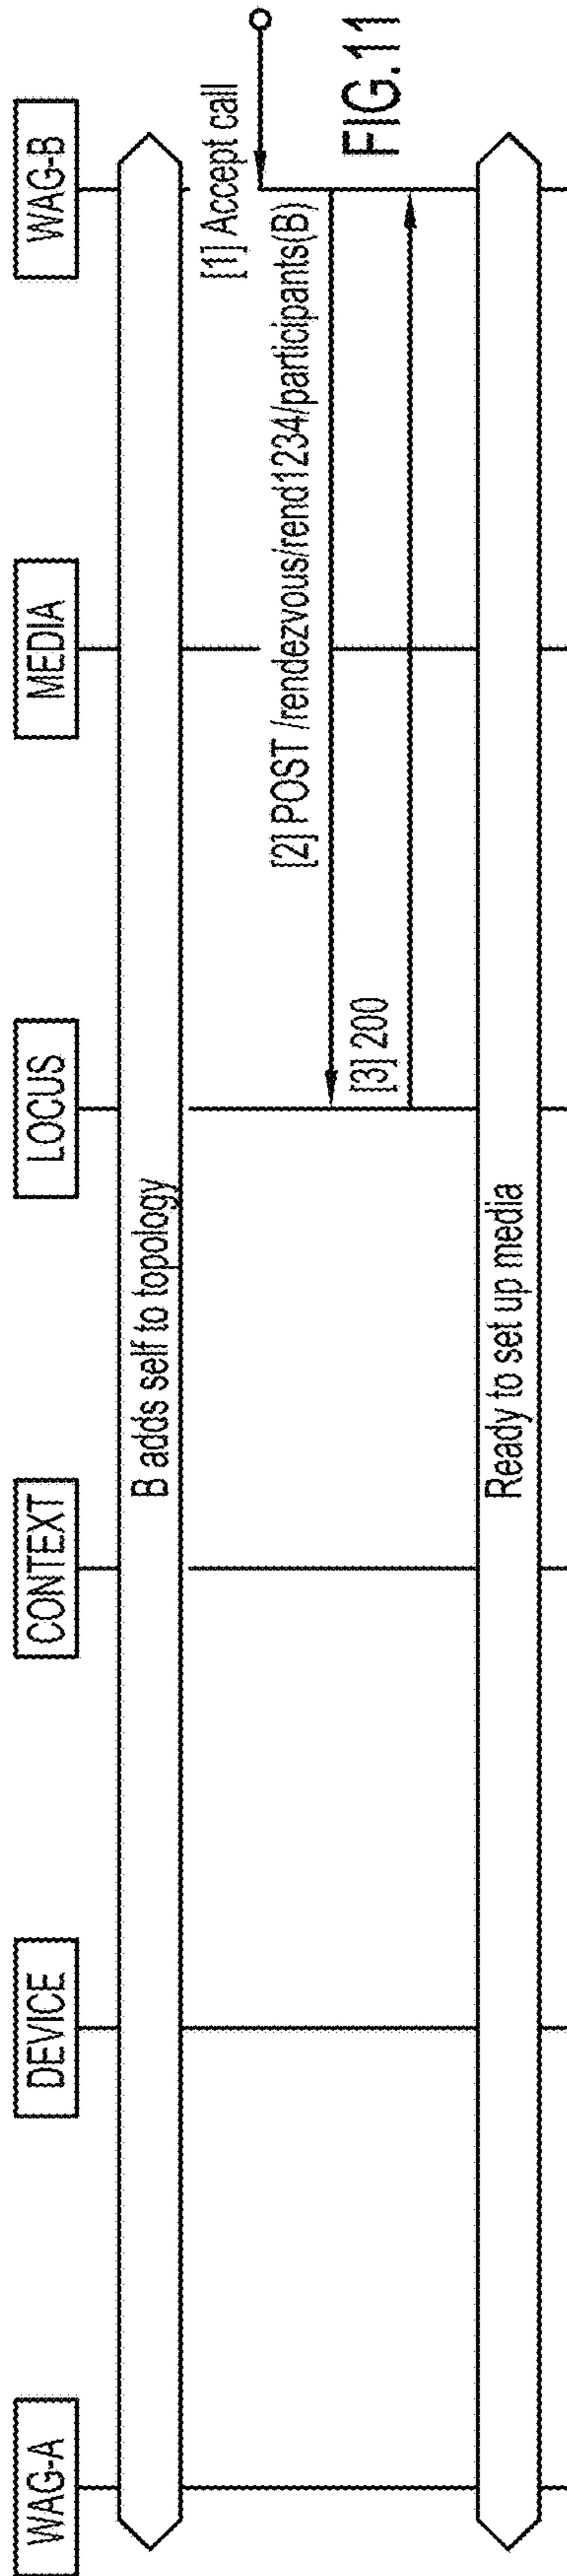 WAG-A
DEVICE
CONTEXT
LOCUS
MEDIA
WAG-B
B adds self to topology
[1] Accept call
[2] POST /rendezvous/rend1234/participants(B)
[3] 200
Ready to set up media
FIG.11